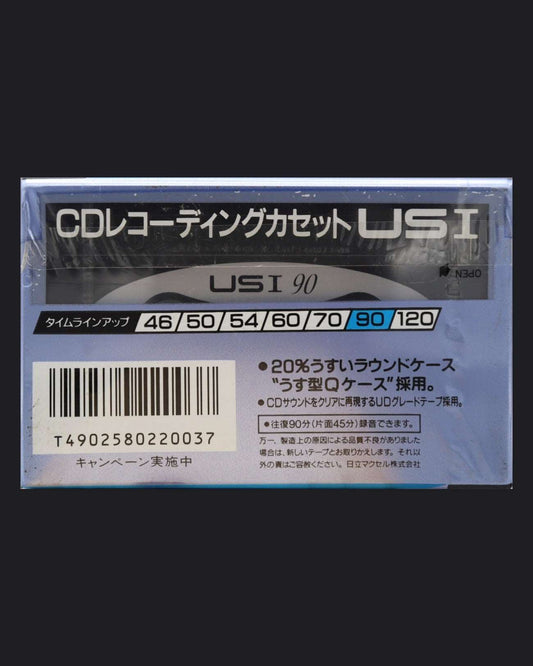 CDレコーディングカセット US I
OPEN
US I 90
タイムラインアップ 46/50/54/60/70/90/120
●20%うすいラウンドケース
“うす型Qケース”採用。
●CDサウンドをクリアに再現するUDグレードテープ採用。
●往復90分(片面45分)録音できます。
万一、製造上の原因による品質不良がありました
場合は、新しいテープとお取りかえします。それ以
外の責はご容赦ください。日立マクセル株式会社
T4902580220037
キャンペーン実施中